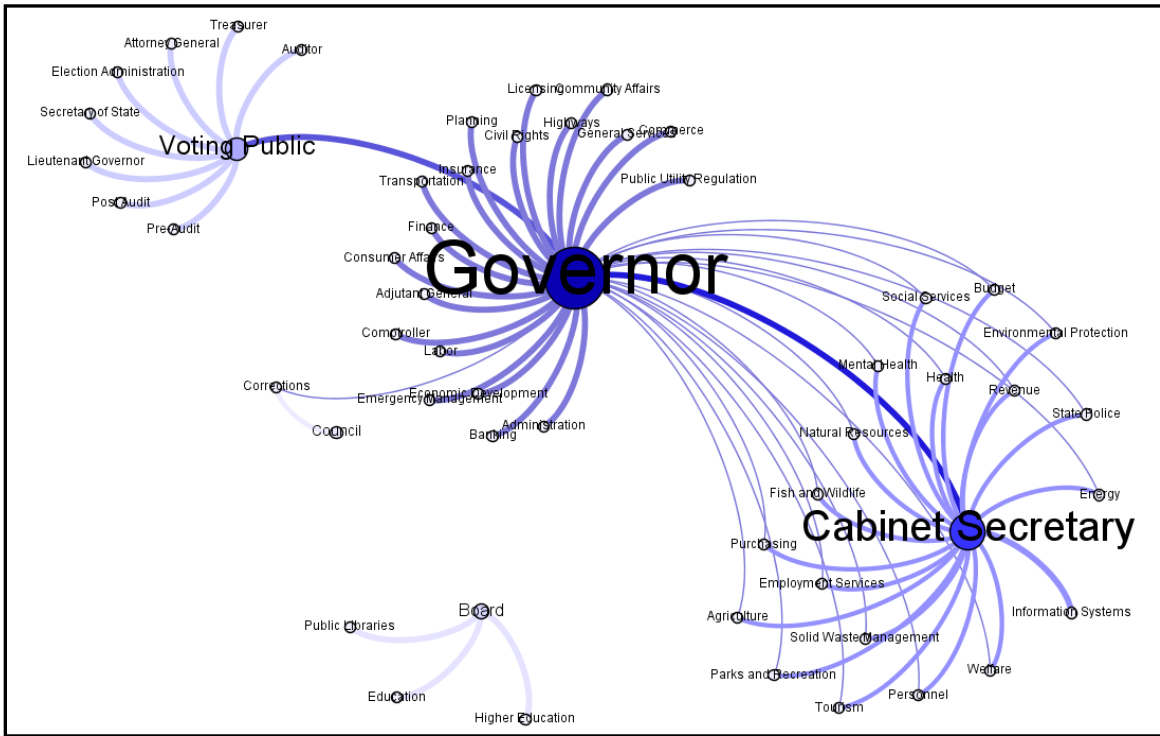 Treasurer
Attorney General
Auditor
Election Administration
Secretary of State
Voting Public
Lieutenant Governor
Post Audit
Pre-Audit
Licensing
Community Affairs
Planning
Highways
Civil Rights
General Services
Commerce
Insurance
Transportation
Public Utility Regulation
Finance
Consumer Affairs
Governor
Adjutant General
Comptroller
Labor
Corrections
Economic Development
Emergency Management
Administration
Banking
Council
Budget
Social Services
Environmental Protection
Mental Health
Health
Revenue
State Police
Natural Resources
Fish and Wildlife
Energy
Cabinet Secretary
Purchasing
Employment Services
Information Systems
Agriculture
Solid Waste Management
Welfare
Parks and Recreation
Personnel
Tourism
Board
Public Libraries
Education
Higher Education